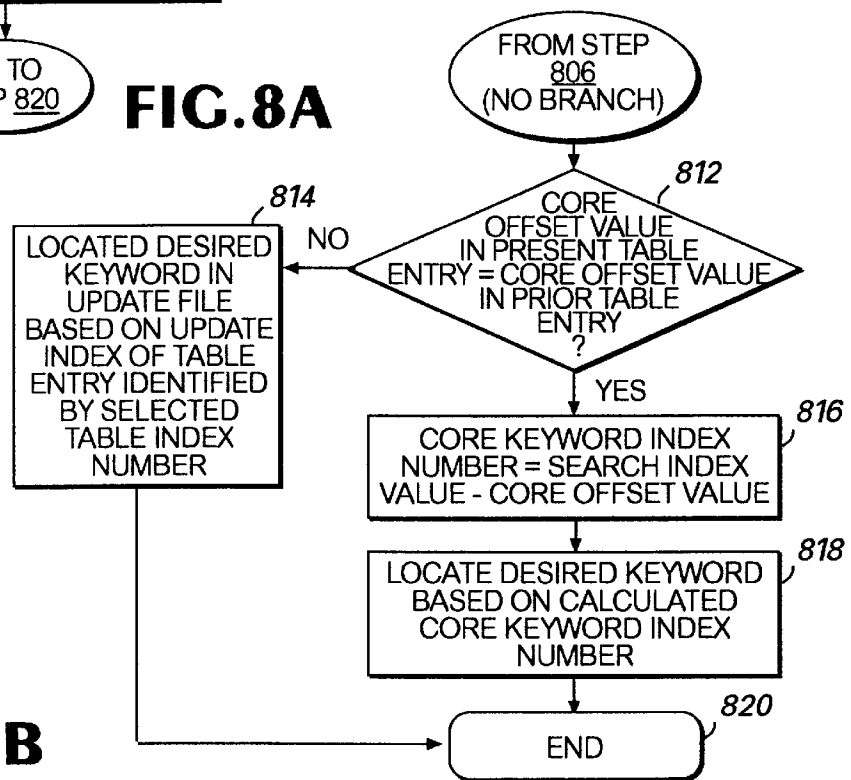 TO
P 820
FIG.8A
FROM STEP
806
(NO BRANCH)
812
CORE
OFFSET VALUE
IN PRESENT TABLE
ENTRY = CORE OFFSET VALUE
IN PRIOR TABLE
ENTRY
?
NO
814
LOCATED DESIRED
KEYWORD IN
UPDATE FILE
BASED ON UPDATE
INDEX OF TABLE
ENTRY IDENTIFIED
BY SELECTED
TABLE INDEX
NUMBER
YES
816
CORE KEYWORD INDEX
NUMBER = SEARCH INDEX
VALUE - CORE OFFSET VALUE
818
LOCATE DESIRED KEYWORD
BASED ON CALCULATED
CORE KEYWORD INDEX
NUMBER
820
END
B